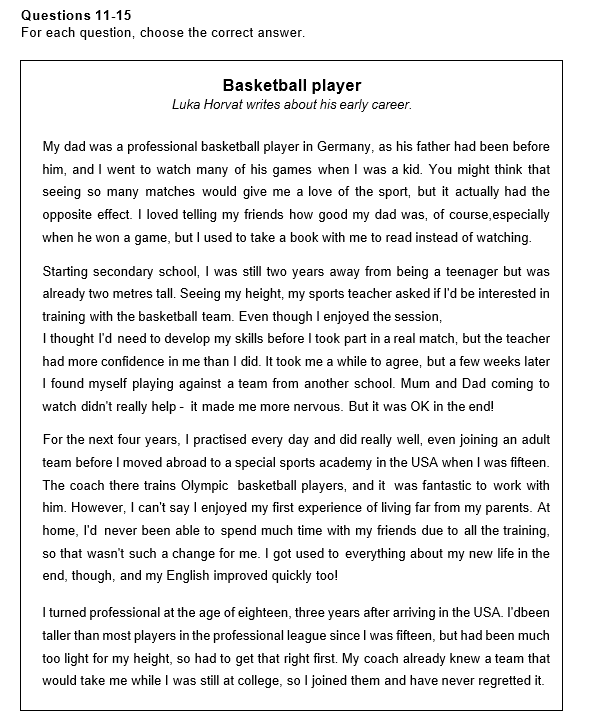 Questions 11-15
For each question, choose the correct answer.
Basketball player
Luka Horvat writes about his early career.
My dad was a professional basketball player in Germany, as his father had been before
him, and I went to watch many of his games when I was a kid. You might think that
seeing so many matches would give me a love of the sport, but it actually had the
opposite effect. I loved telling my friends how good my dad was, of course,especially
when he won a game, but I used to take a book with me to read instead of watching.
Starting secondary school, I was still two years away from being a teenager but was
already two metres tall. Seeing my height, my sports teacher asked if I'd be interested in
training with the basketball team. Even though I enjoyed the session,
I thought I'd need to develop my skills before I took part in a real match, but the teacher
had more confidence in me than I did. It took me a while to agree, but a few weeks later
I found myself playing against a team from another school. Mum and Dad coming to
watch didn't really help - it made me more nervous. But it was OK in the end!
For the next four years, I practised every day and did really well, even joining an adult
team before I moved abroad to a special sports academy in the USA when I was fifteen.
The coach there trains Olympic basketball players, and it was fantastic to work with
him. However, I can't say I enjoyed my first experience of living far from my parents. At
home, I'd never been able to spend much time with my friends due to all the training,
so that wasn't such a change for me. I got used to everything about my new life in the
end, though, and my English improved quickly too!
I turned professional at the age of eighteen, three years after arriving in the USA. I'dbeen
taller than most players in the professional league since I was fifteen, but had been much
too light for my height, so had to get that right first. My coach already knew a team that
would take me while I was still at college, so I joined them and have never regretted it.